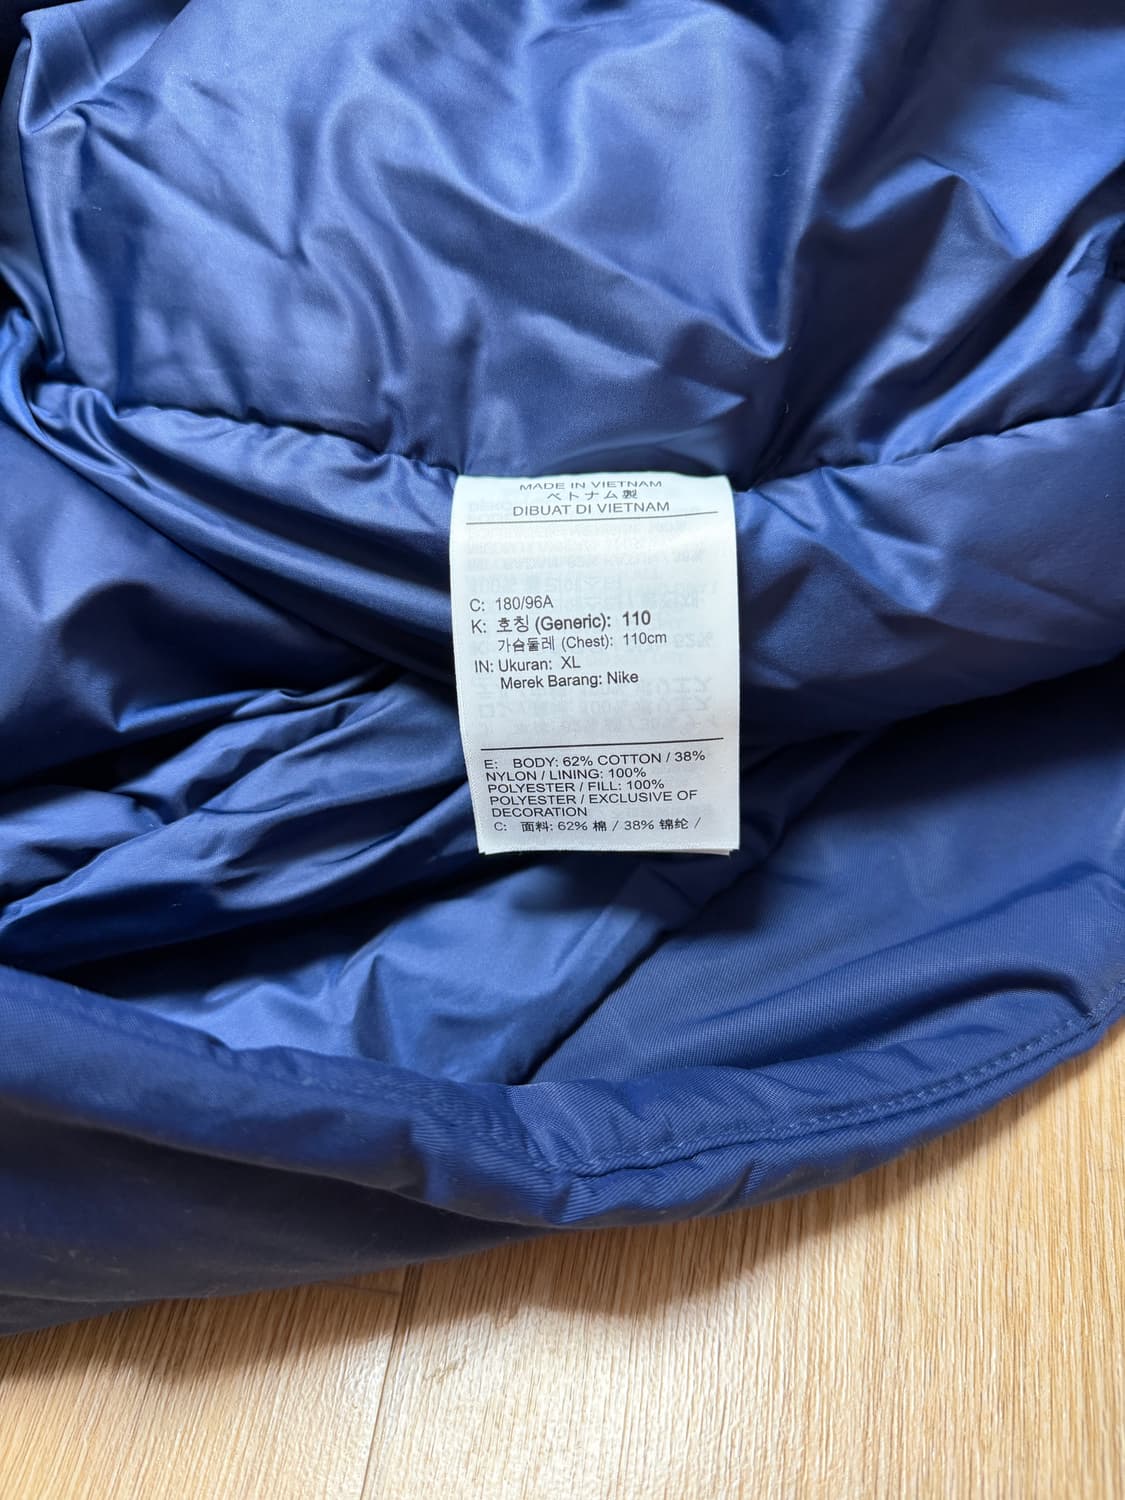 MADE IN VIETNAM
ベトナム製
DIBUAT DI VIETNAM
C: 180/96A
K: 호칭 (Generic): 110
가슴둘레 (Chest): 110cm
IN: Ukuran: XL
Merek Barang: Nike
E: BODY: 62% COTTON / 38%
NYLON / LINING: 100%
POLYESTER / FILL: 100%
POLYESTER / EXCLUSIVE OF
DECORATION
C: 面料: 62% 棉 / 38% 锦纶 /